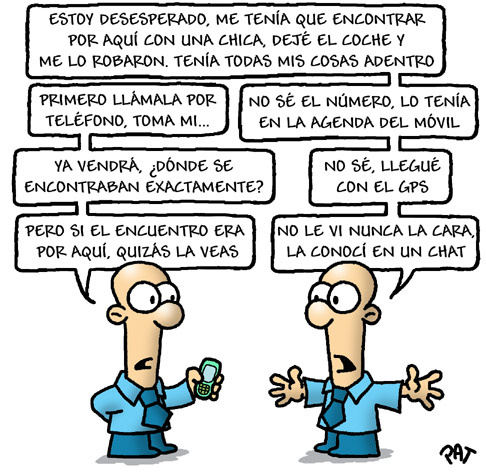 ESTOY DESESPERADO, ME TENÍA QUE ENCONTRAR
POR AQUÍ CON UNA CHICA, DEJÉ EL COCHE Y
ME LO ROBARON. TENÍA TODAS MIS COSAS ADENTRO
PRIMERO LLÁMALA POR
TELÉFONO, TOMA MI...
NO SÉ EL NÚMERO, LO TENÍA
EN LA AGENDA DEL MÓVIL
YA VENDRÁ, ¿DÓNDE SE
ENCONTRABAN EXACTAMENTE?
NO SÉ, LLEGUÉ
CON EL GPS
PERO SI EL ENCUENTRO ERA
POR AQUÍ, QUIZÁS LA VEAS
NO LE VI NUNCA LA CARA,
LA CONOCÍ EN UN CHAT
PAT